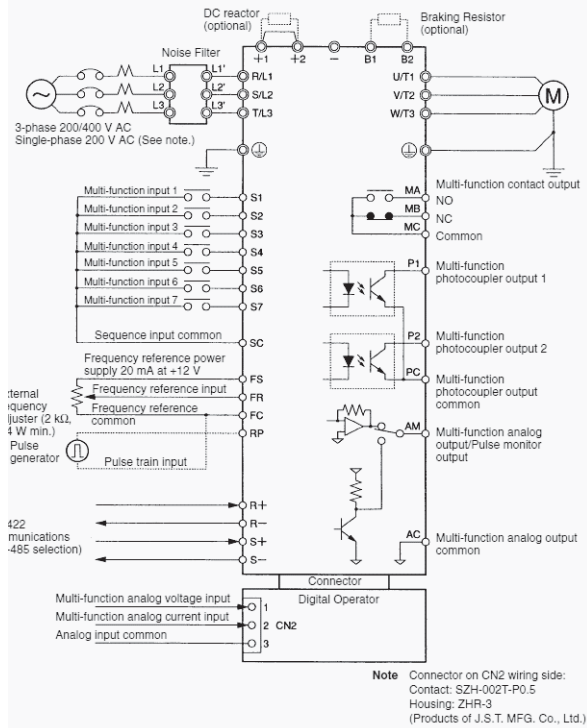 DC reactor
(optional)
Braking Resistor
(optional)
Noise Filter
+1
+2
−
B1
B2
L1
L1'
R/L1
U/T1
L2
L2'
S/L2
V/T2
M
L3
L3'
T/L3
W/T3
3-phase 200/400 V AC
Single-phase 200 V AC (See note.)
Multi-function input 1
S1
Multi-function input 2
S2
Multi-function input 3
S3
Multi-function input 4
S4
Multi-function input 5
S5
Multi-function input 6
S6
Multi-function input 7
S7
Sequence input common
SC
MA
Multi-function contact output
NO
MB
NC
MC
Common
P1
Multi-function
photocoupler output 1
P2
Multi-function
photocoupler output 2
PC
Multi-function
photocoupler output
common
Frequency reference power
supply 20 mA at +12 V
FS
Frequency reference input
FR
Frequency reference
common
FC
RP
ternal
equency
juster (2 kΩ,
4 W min.)
Pulse
generator
Pulse train input
AM
Multi-function analog
output/Pulse monitor
output
AC
Multi-function analog output
common
R+
R−
S+
S−
422
munications
-485 selection)
Connector
Digital Operator
Multi-function analog voltage input
1
Multi-function analog current input
2
CN2
Analog input common
3
Note Connector on CN2 wiring side:
Contact: SZH-002T-P0.5
Housing: ZHR-3
(Products of J.S.T. MFG. Co., Ltd.)